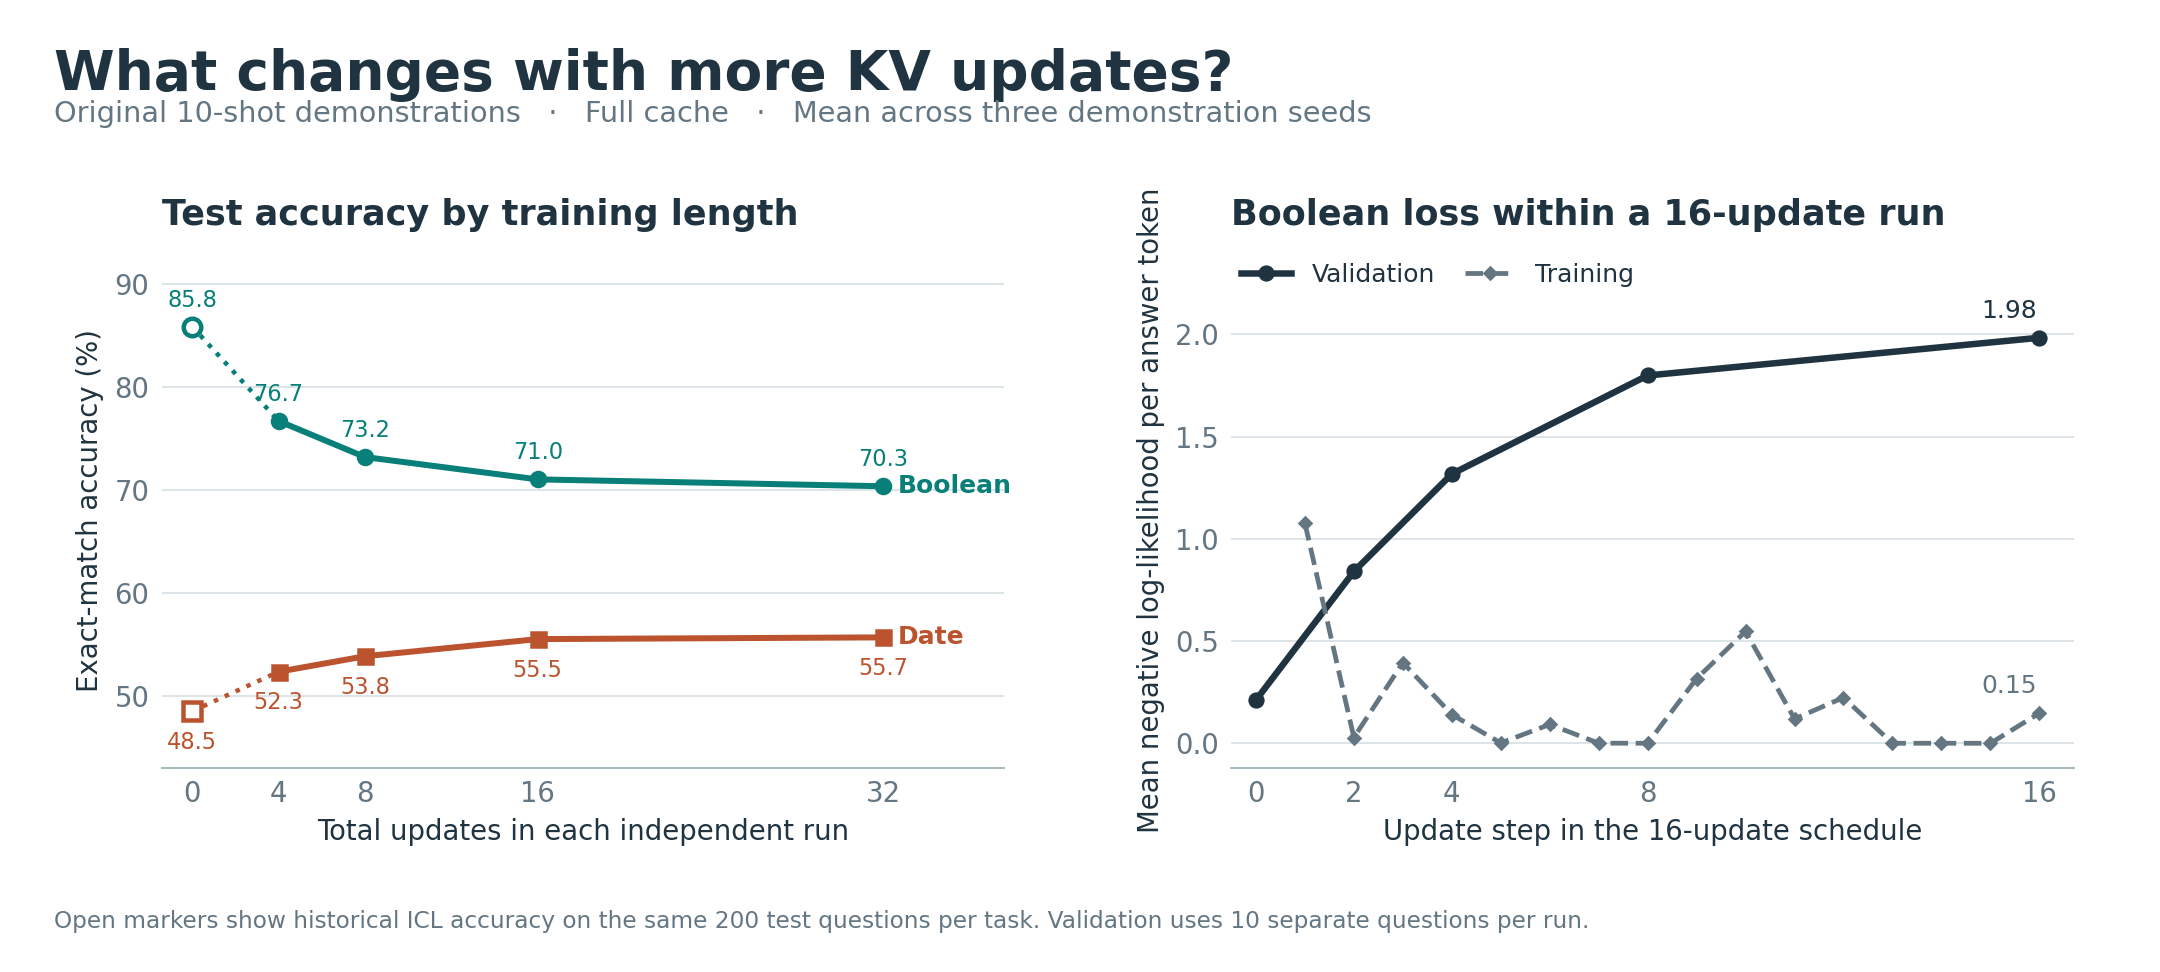 What changes with more KV updates?
Original 10-shot demonstrations · Full cache · Mean across three demonstration seeds
Test accuracy by training length
Exact-match accuracy (%)
90
80
70
60
50
85.8
76.7
73.2
71.0
70.3
Boolean
Date
48.5
52.3
53.8
55.5
55.7
0 4 8 16 32
Total updates in each independent run
Boolean loss within a 16-update run
Validation Training
Mean negative log-likelihood per answer token
2.0
1.5
1.0
0.5
0.0
1.98
0.15
0 2 4 8 16
Update step in the 16-update schedule
Open markers show historical ICL accuracy on the same 200 test questions per task. Validation uses 10 separate questions per run.